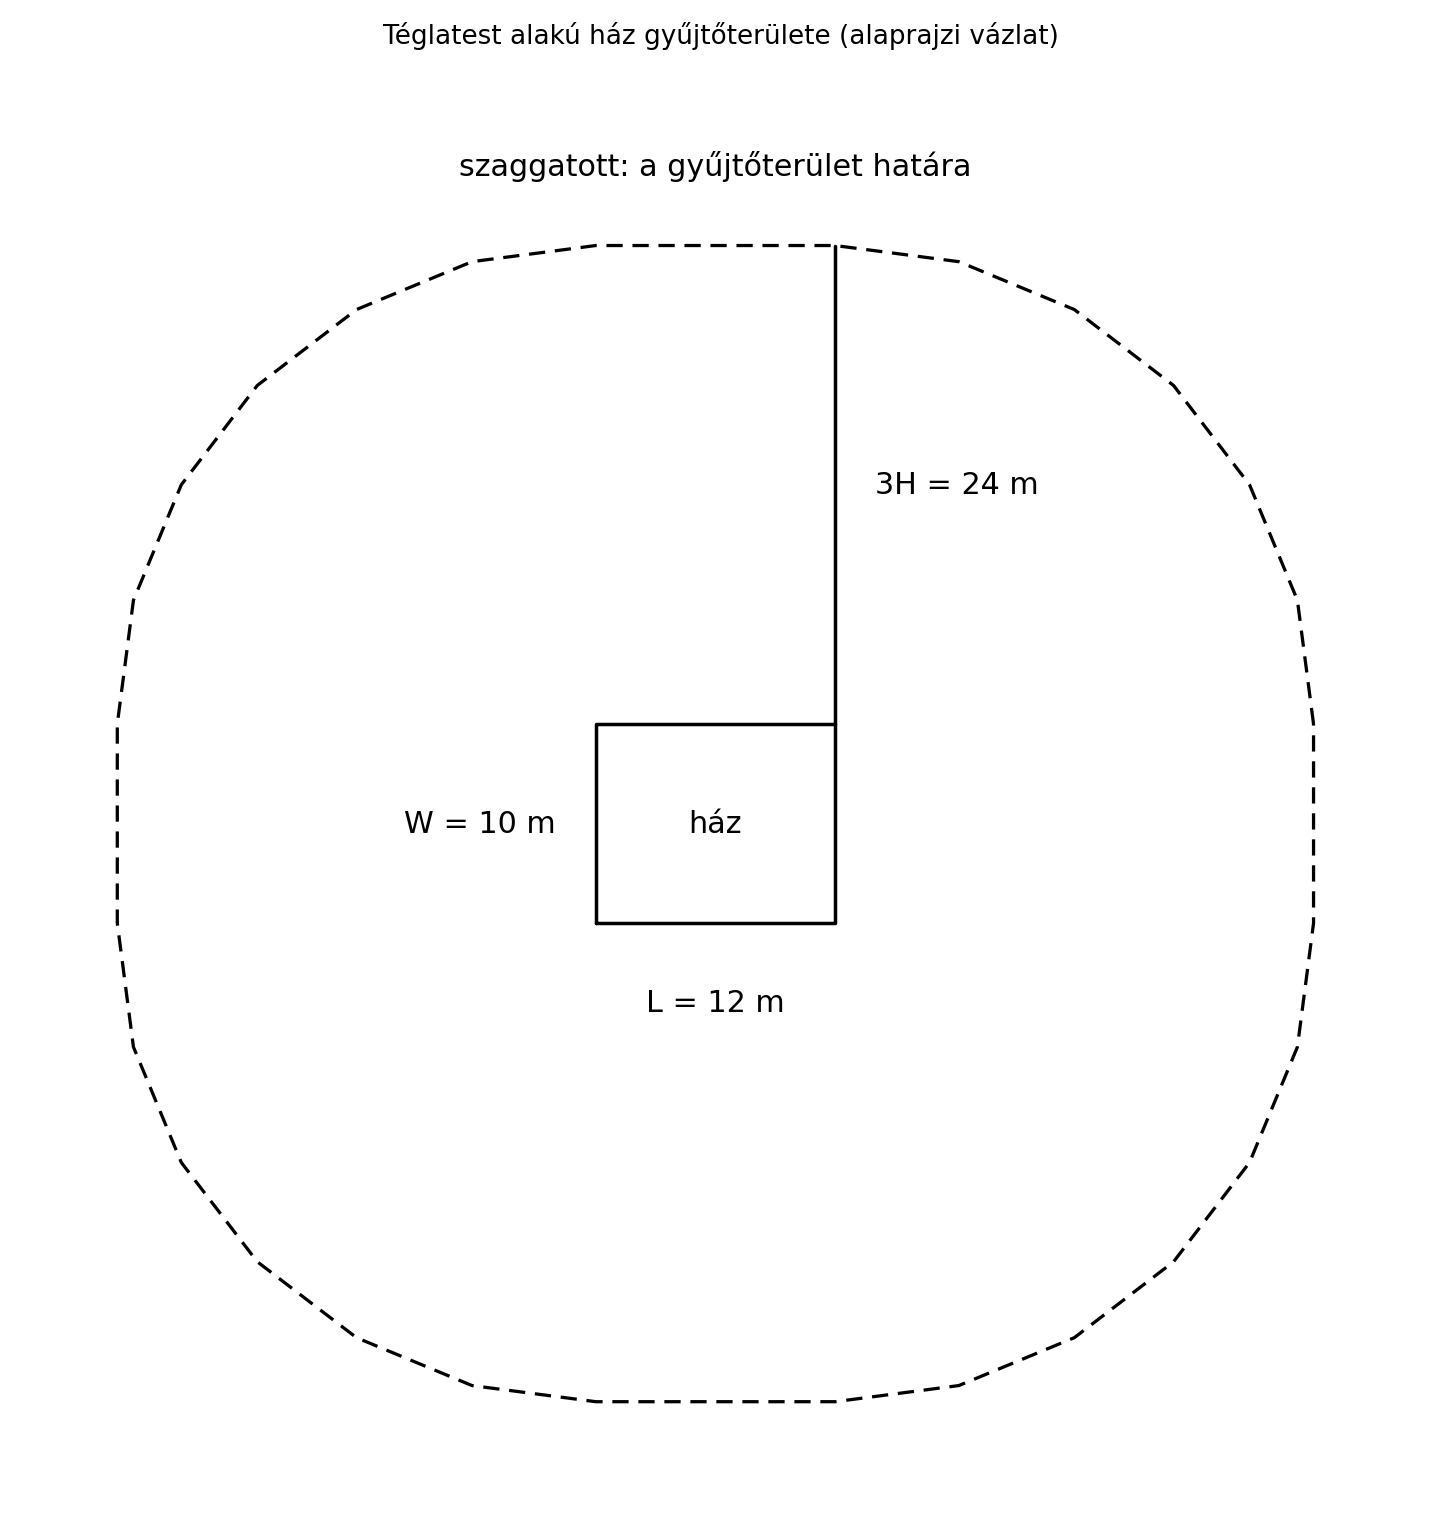 Téglatest alakú ház gyűjtőterülete (alaprajzi vázlat)
szaggatott: a gyűjtőterület határa
3H = 24 m
W = 10 m
ház
L = 12 m